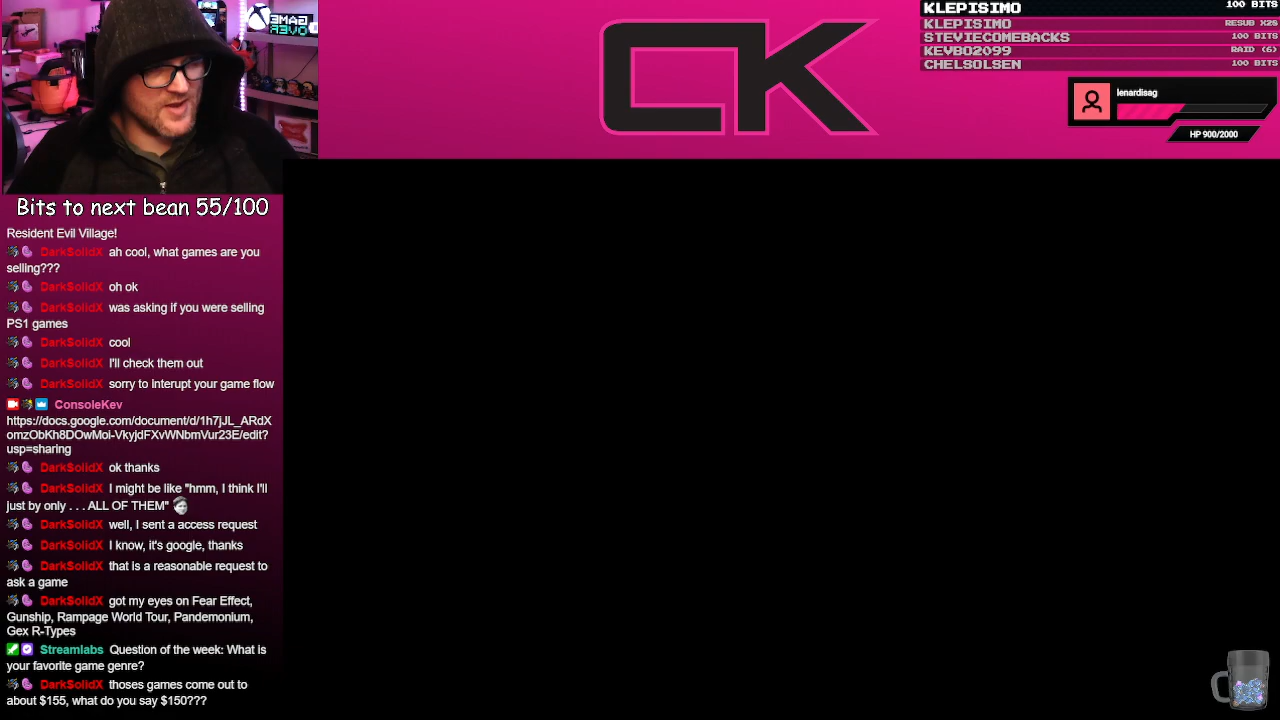 GAME
OVER
CK
KLEPISIMO 100 BITS
KLEPISIMO RESUB X26
STEVIECOMEBACKS 100 BITS
KEVBO2099 RAID (6)
CHELSOLSEN 100 BITS
lenardisag
HP 900/2000
Bits to next bean 55/100
Resident Evil Village!
DarkSolidX ah cool, what games are you
selling???
DarkSolidX oh ok
DarkSolidX was asking if you were selling
PS1 games
DarkSolidX cool
DarkSolidX I'll check them out
DarkSolidX sorry to interupt your game flow
ConsoleKev
https://docs.google.com/document/d/1h7jJL_ARdX
omzObKh8DOwMoI-VkyjdFXvWNbmVur23E/edit?
usp=sharing
DarkSolidX ok thanks
DarkSolidX I might be like "hmm, I think I'll
just by only . . . ALL OF THEM"
DarkSolidX well, I sent a access request
DarkSolidX I know, it's google, thanks
DarkSolidX that is a reasonable request to
ask a game
DarkSolidX got my eyes on Fear Effect,
Gunship, Rampage World Tour, Pandemonium,
Gex R-Types
Streamlabs Question of the week: What is
your favorite game genre?
DarkSolidX thoses games come out to
about $155, what do you say $150???